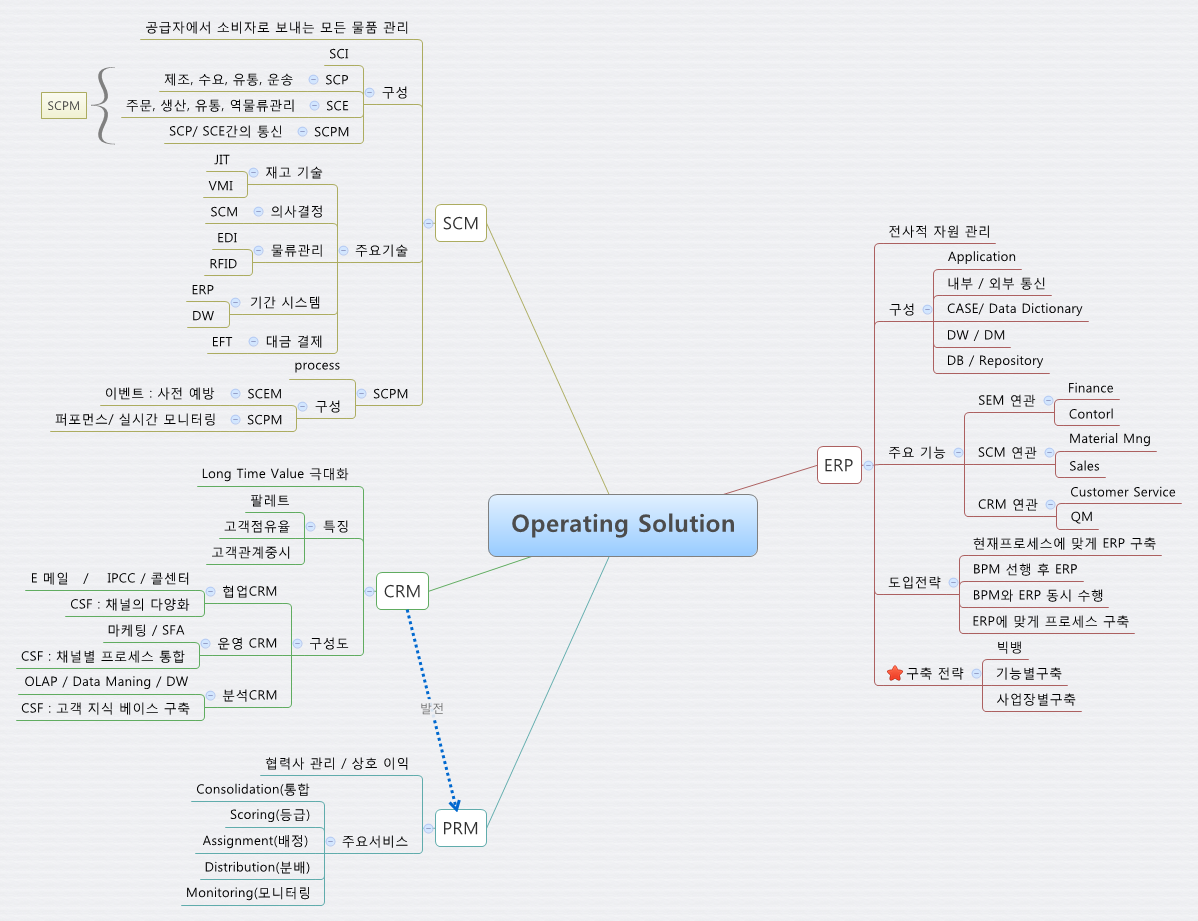 Operating Solution
SCM
공급자에서 소비자로 보내는 모든 물품 관리
구성
SCI
SCP
제조, 수요, 유통, 운송
SCE
주문, 생산, 유통, 역물류관리
SCPM
SCP/ SCE간의 통신
SCPM
주요기술
재고 기술
JIT
VMI
의사결정
SCM
물류관리
EDI
RFID
기간 시스템
ERP
DW
대금 결제
EFT
SCPM
process
구성
SCEM
이벤트 : 사전 예방
SCPM
퍼포먼스/ 실시간 모니터링
CRM
Long Time Value 극대화
특징
팔레트
고객점유율
고객관계중시
구성도
협업CRM
E 메일 / IPCC / 콜센터
CSF : 채널의 다양화
운영 CRM
마케팅 / SFA
CSF : 채널별 프로세스 통합
분석CRM
OLAP / Data Maning / DW
CSF : 고객 지식 베이스 구축
발전
PRM
협력사 관리 / 상호 이익
주요서비스
Consolidation(통합
Scoring(등급)
Assignment(배정)
Distribution(분배)
Monitoring(모니터링
ERP
전사적 자원 관리
구성
Application
내부 / 외부 통신
CASE/ Data Dictionary
DW / DM
DB / Repository
주요 기능
SEM 연관
Finance
Contorl
SCM 연관
Material Mng
Sales
CRM 연관
Customer Service
QM
도입전략
현재프로세스에 맞게 ERP 구축
BPM 선행 후 ERP
BPM와 ERP 동시 수행
ERP에 맞게 프로세스 구축
구축 전략
빅뱅
기능별구축
사업장별구축